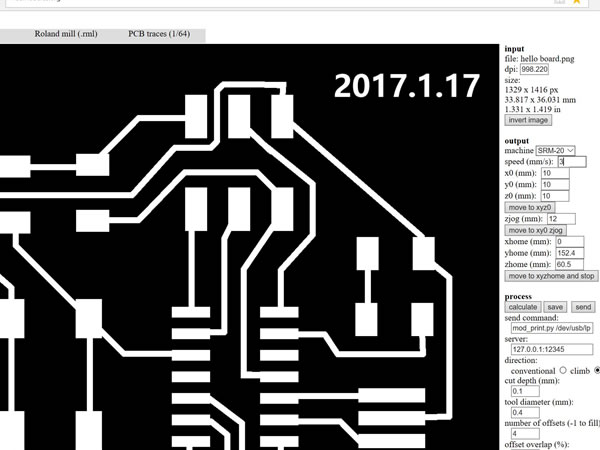 Roland mill (.rml) PCB traces (1/64)
2017.1.17
input
file: hello board.png
dpi: 998.220
size:
1329 x 1416 px
33.817 x 36.031 mm
1.331 x 1.419 in
invert image
output
machine SRM-20
speed (mm/s): 3
x0 (mm): 10
y0 (mm): 10
z0 (mm): 10
move to xyz0
zjog (mm): 12
move to xy0 zjog
xhome (mm): 0
yhome (mm): 152.4
zhome (mm): 60.5
move to xyzhome and stop
process
calculate save send
send command:
mod_print.py /dev/usb/lp
server:
127.0.0.1:12345
direction:
conventional climb
cut depth (mm):
0.1
tool diameter (mm):
0.4
number of offsets (-1 to fill)
4
offset overlap (%):